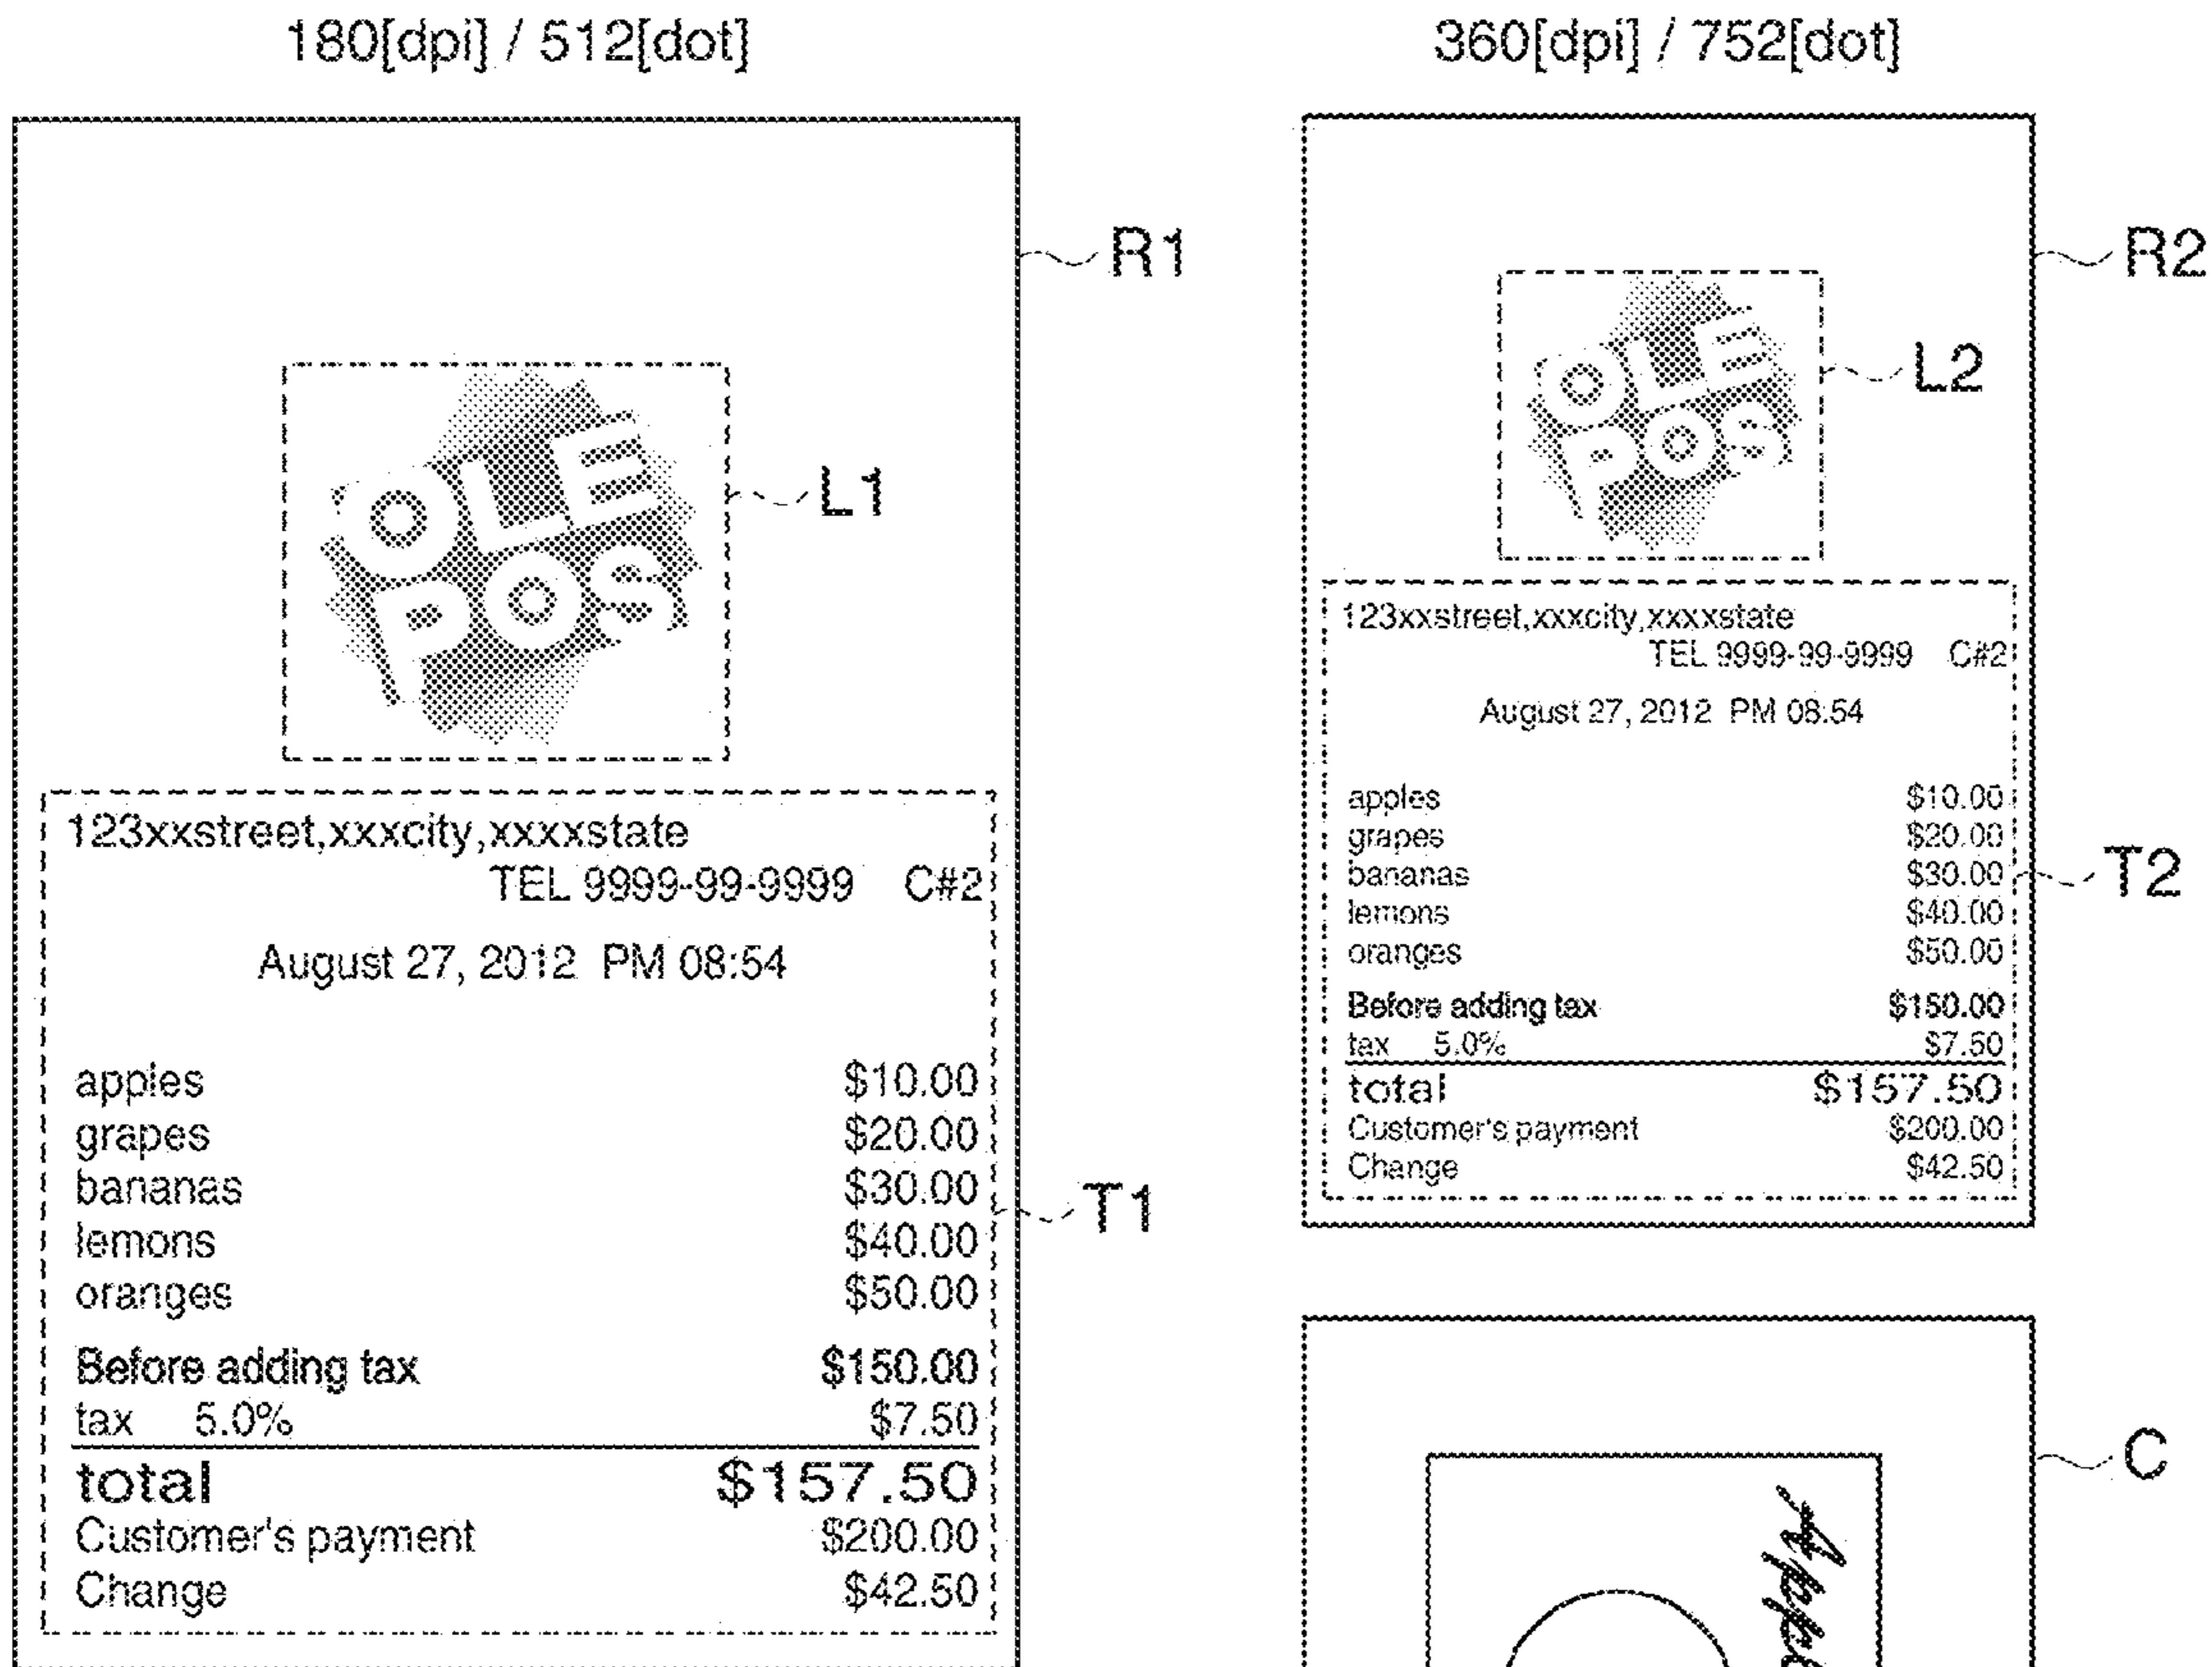 180[dpi] / 512[dot]
R1
OLE
POS
L1
123xxstreet,xxxcity,xxxxstate
TEL 9999-99-9999 C#2
August 27, 2012 PM 08:54
apples $10.00
grapes $20.00
bananas $30.00
lemons $40.00
oranges $50.00
T1
Before adding tax $150.00
tax 5.0% $7.50
total $157.50
Customer's payment $200.00
Change $42.50
360[dpi] / 752[dot]
R2
OLE
POS
L2
123xxstreet,xxxcity,xxxxstate
TEL 9999-99-9999 C#2
August 27, 2012 PM 08:54
apples $10.00
grapes $20.00
bananas $30.00
lemons $40.00
oranges $50.00
T2
Before adding tax $150.00
tax 5.0% $7.50
total $157.50
Customer's payment $200.00
Change $42.50
C